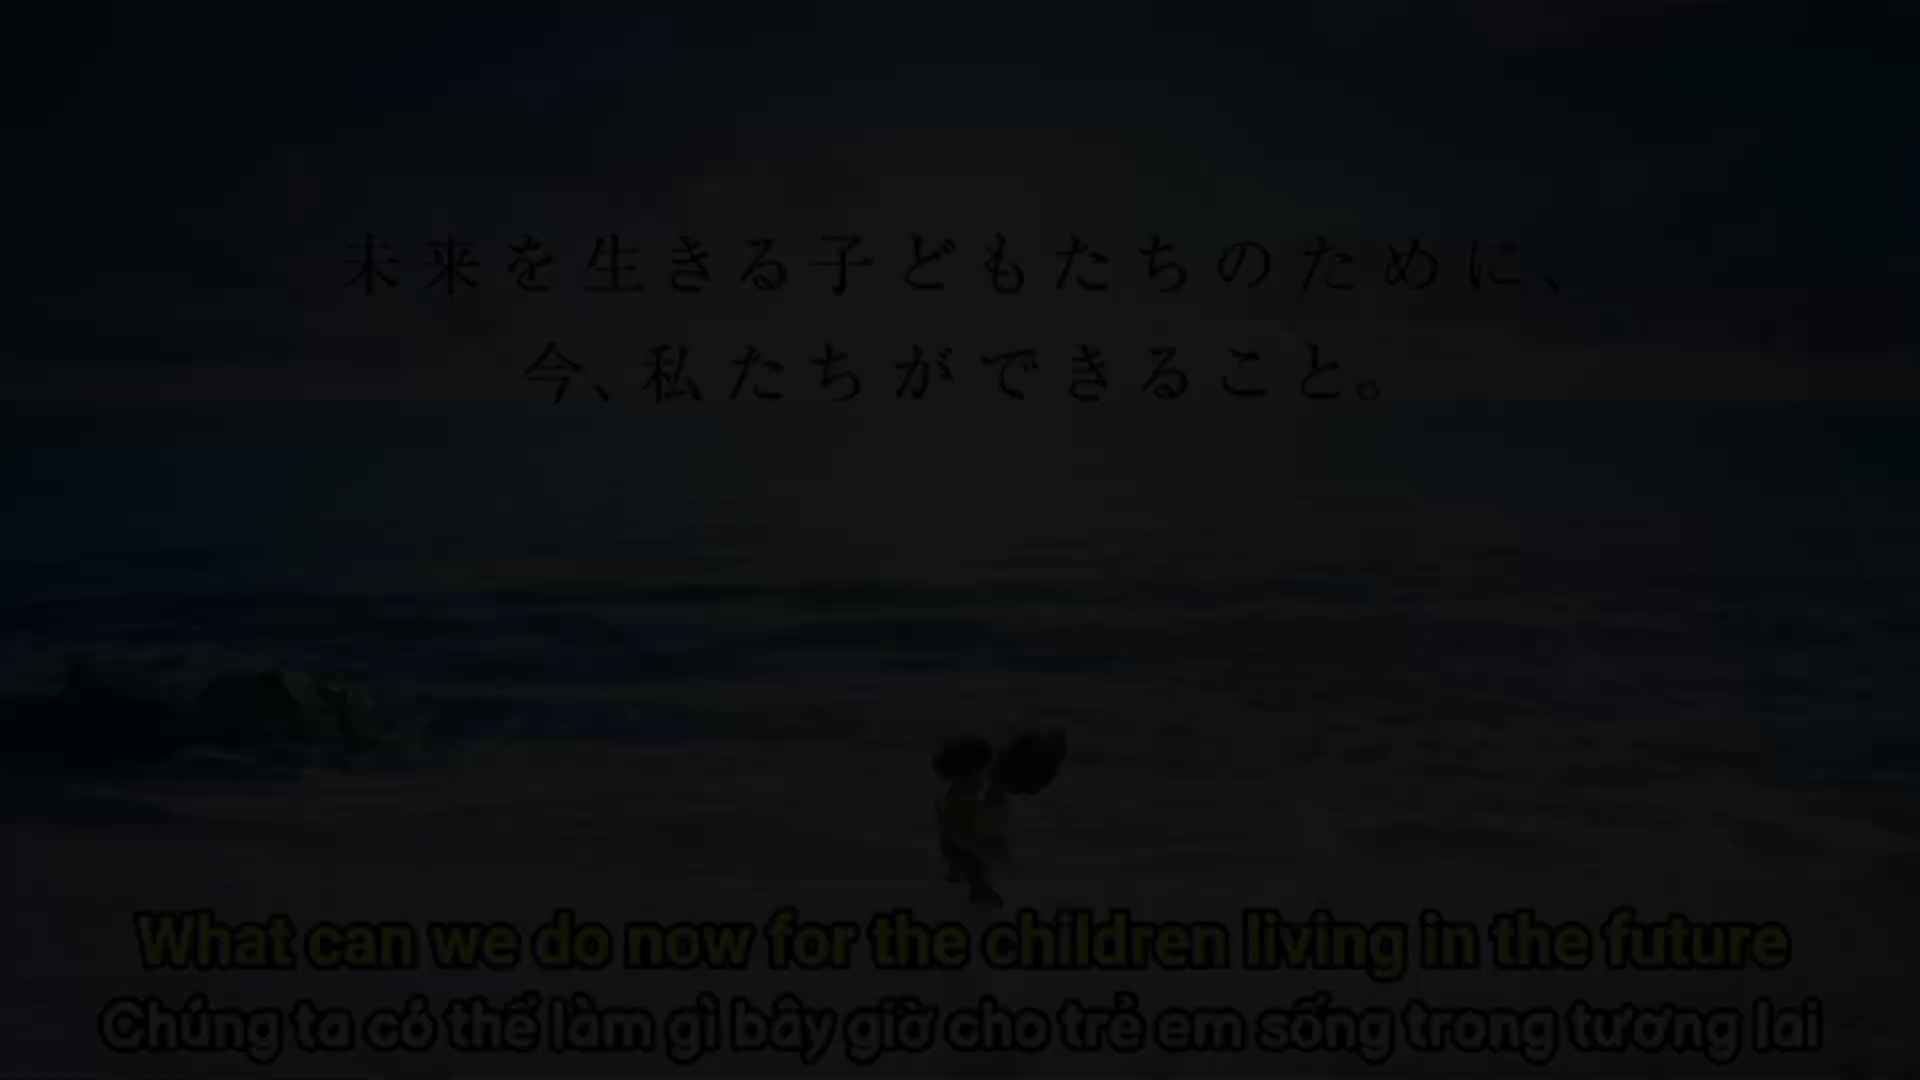 未来を生きる子どもたちのために、
今、私たちができること。
What can we do now for the children living in the future
Chúng ta có thể làm gì bây giờ cho trẻ em sống trong tương lai